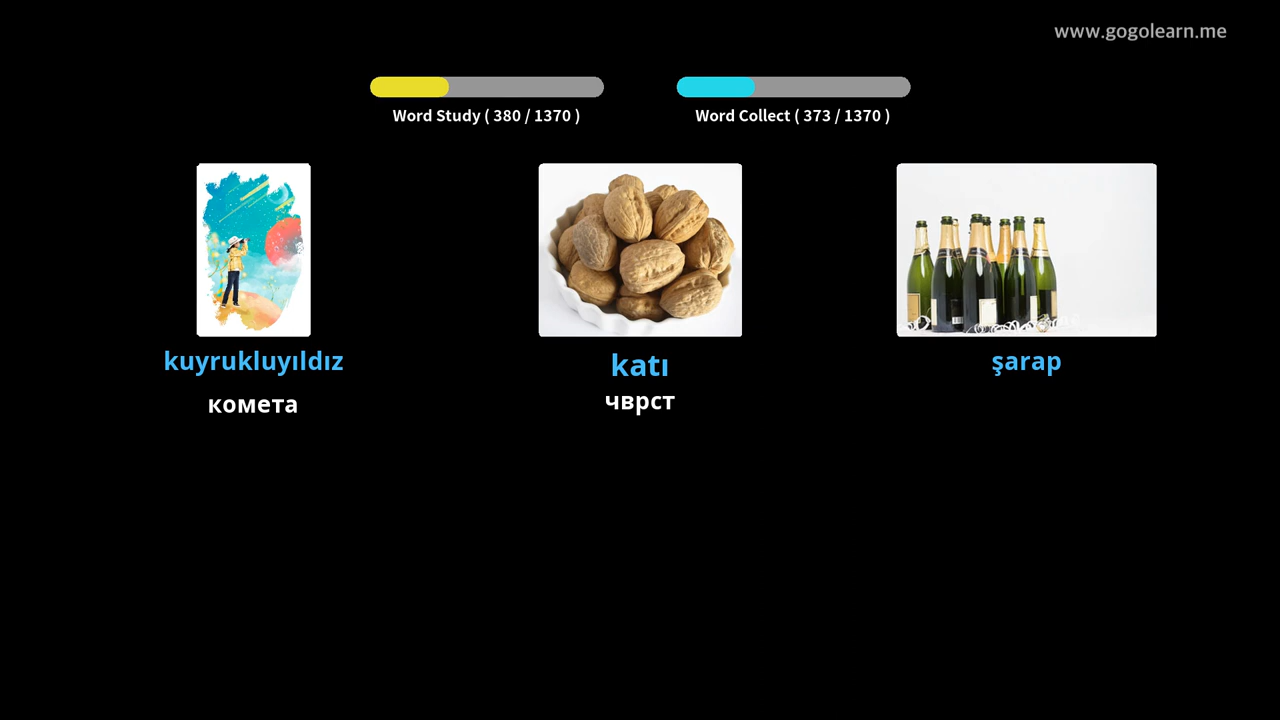 www.gogolearn.me
Word Study ( 380 / 1370 )
Word Collect ( 373 / 1370 )
kuyrukluyıldız
комета
katı
чврст
şarap